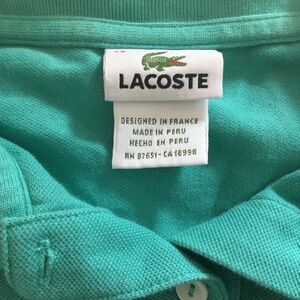 LACOSTE
DESIGNED IN FRANCE
MADE IN PERU
HECHO EN PERU
RN 87651-CA 16998